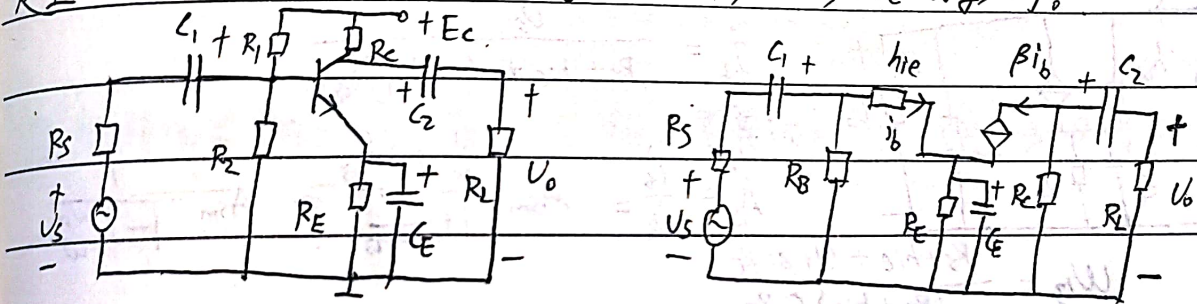 C1 + R1 Rc + Ec
+ C2 +
Rs R2 RE + CE RL Uo
+ Us -
-
C1 + hie βib + C2
ib
Rs RB RE + CE Rc RL + Uo
+ Us -
-